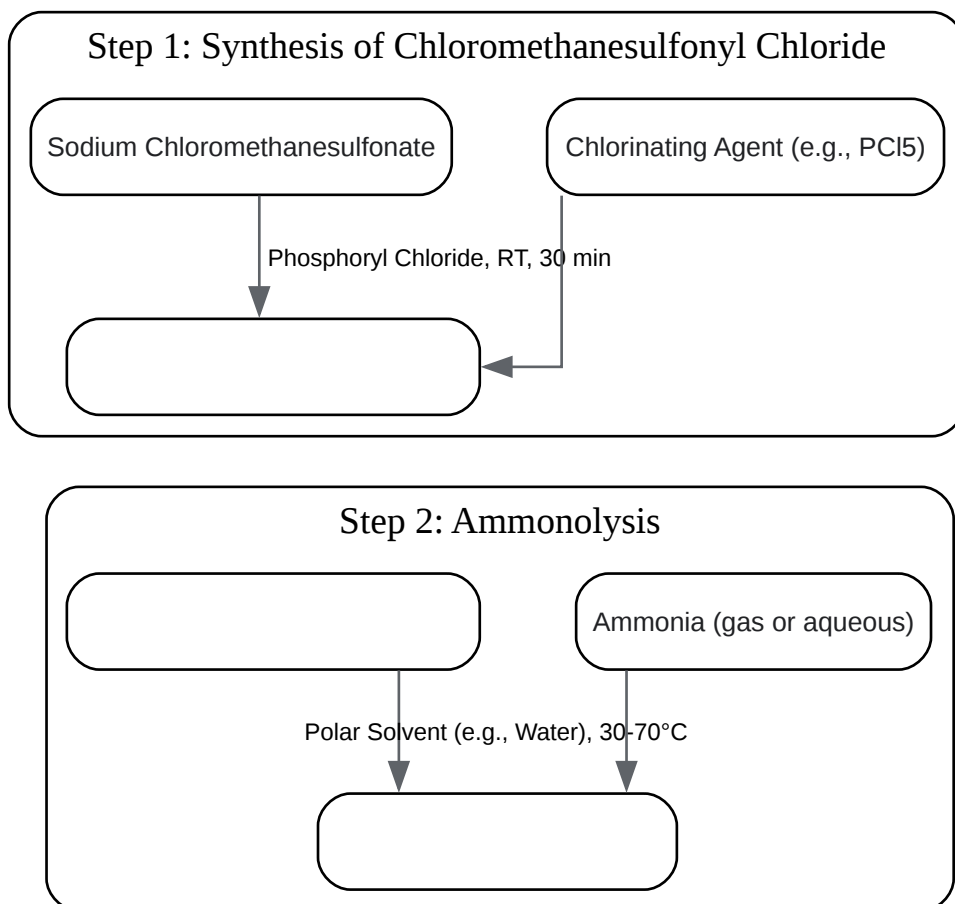 Step 1: Synthesis of Chloromethanesulfonyl Chloride
Sodium Chloromethanesulfonate
Chlorinating Agent (e.g., PCl5)
Phosphoryl Chloride, RT, 30 min
Step 2: Ammonolysis
Ammonia (gas or aqueous)
Polar Solvent (e.g., Water), 30-70°C